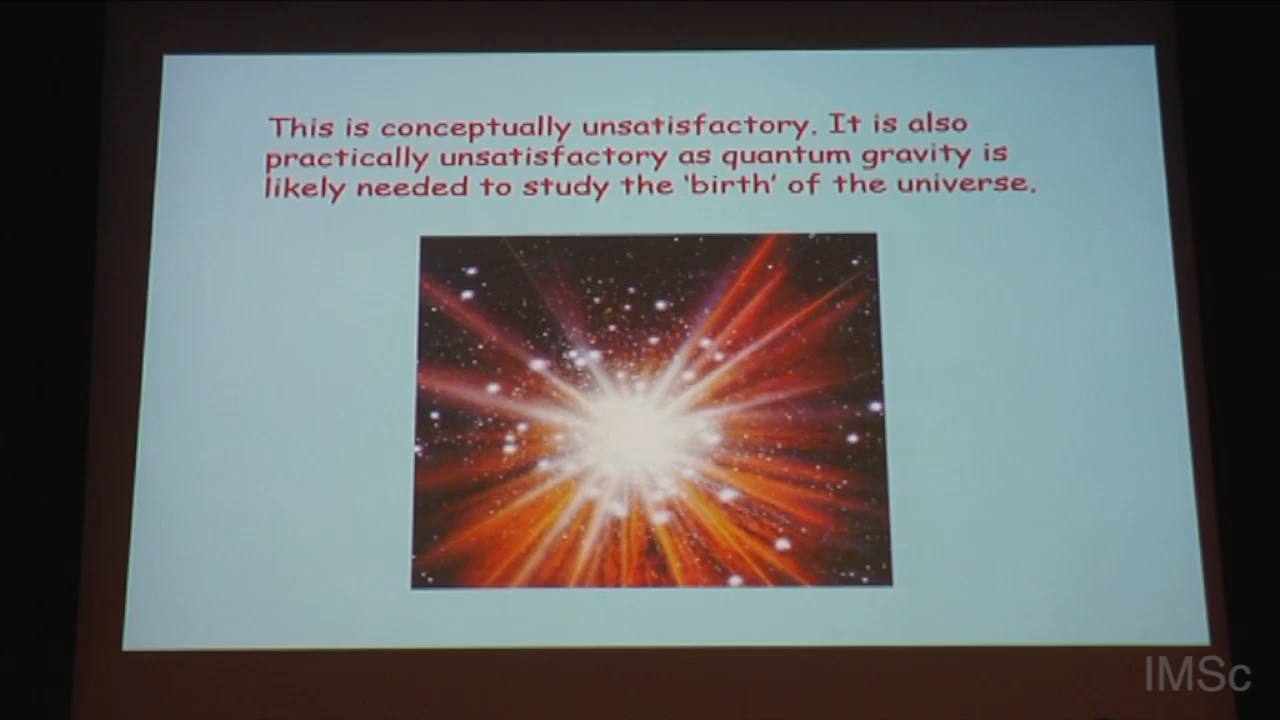 This is conceptually unsatisfactory. It is also
practically unsatisfactory as quantum gravity is
likely needed to study the 'birth' of the universe.
IMSc